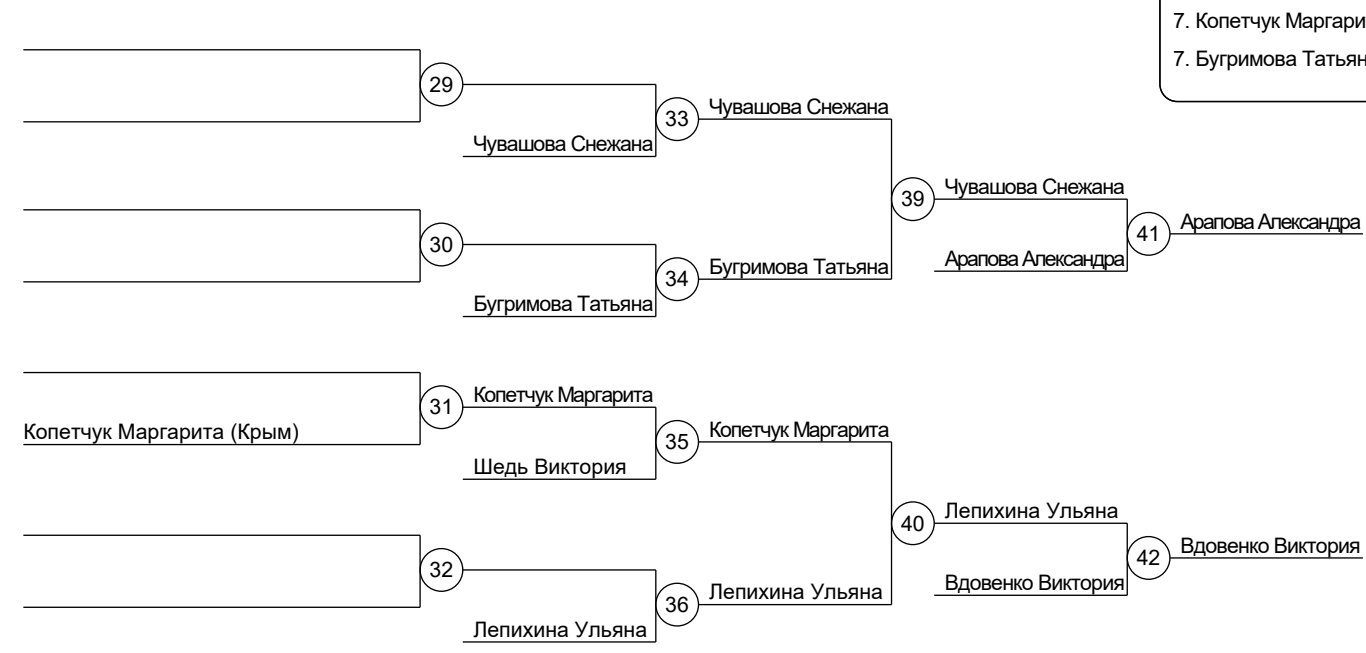 7. Копетчук Маргари
7. Бугримова Татьян
29
Чувашова Снежана
33
Чувашова Снежана
39
Чувашова Снежана
30
Бугримова Татьяна
34
Бугримова Татьяна
Арапова Александра
41
Арапова Александра
Копетчук Маргарита (Крым)
31
Копетчук Маргарита
Шедь Виктория
35
Копетчук Маргарита
40
Лепихина Ульяна
32
Лепихина Ульяна
36
Лепихина Ульяна
Вдовенко Виктория
42
Вдовенко Виктория